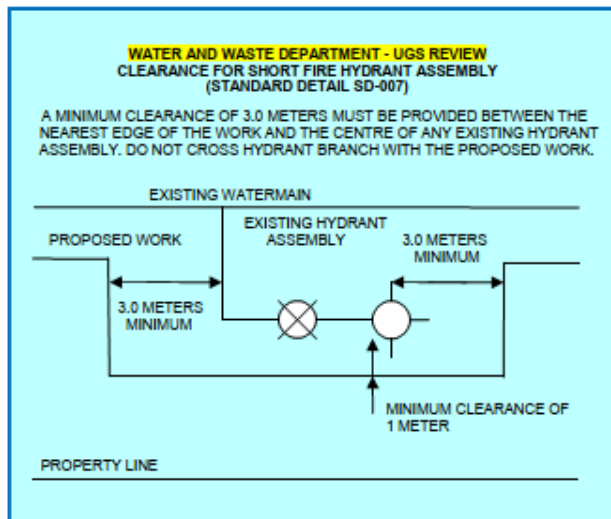 WATER AND WASTE DEPARTMENT - UGS REVIEW
CLEARANCE FOR SHORT FIRE HYDRANT ASSEMBLY
(STANDARD DETAIL SD-007)
A MINIMUM CLEARANCE OF 3.0 METERS MUST BE PROVIDED BETWEEN THE
NEAREST EDGE OF THE WORK AND THE CENTRE OF ANY EXISTING HYDRANT
ASSEMBLY. DO NOT CROSS HYDRANT BRANCH WITH THE PROPOSED WORK.
EXISTING WATERMAIN
PROPOSED WORK
EXISTING HYDRANT
ASSEMBLY
3.0 METERS
MINIMUM
3.0 METERS
MINIMUM
MINIMUM CLEARANCE OF
1 METER
PROPERTY LINE